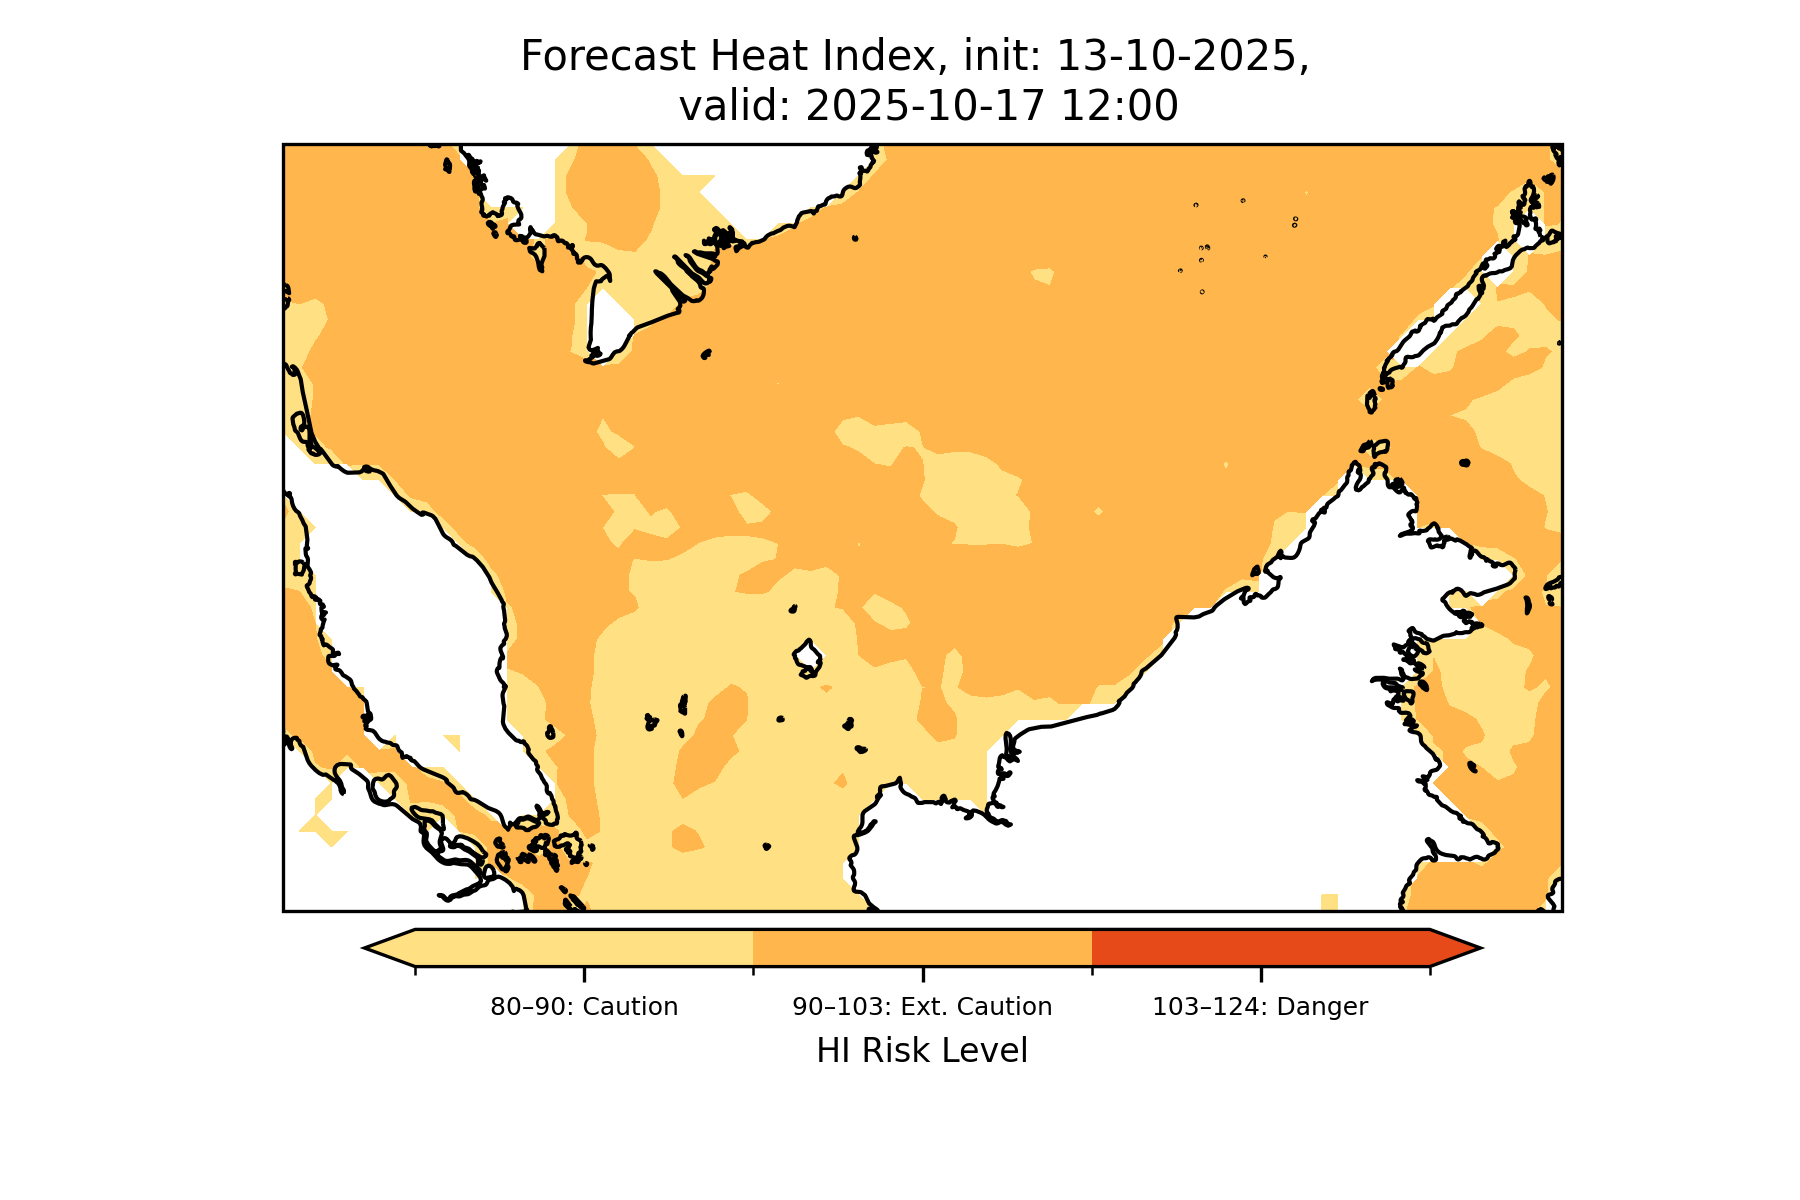 Forecast Heat Index, init: 13-10-2025,
valid: 2025-10-17 12:00
80–90: Caution
90–103: Ext. Caution
103–124: Danger
HI Risk Level